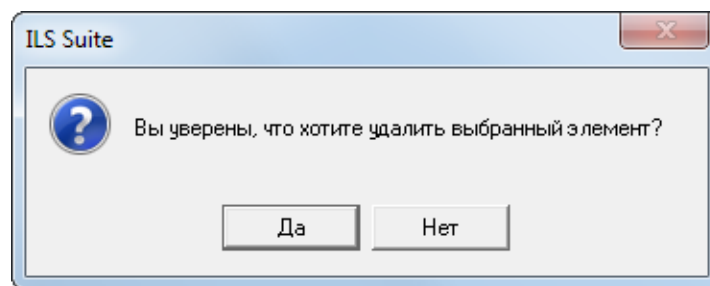 ILS Suite
Вы уверены, что хотите удалить выбранный элемент?
Да
Нет